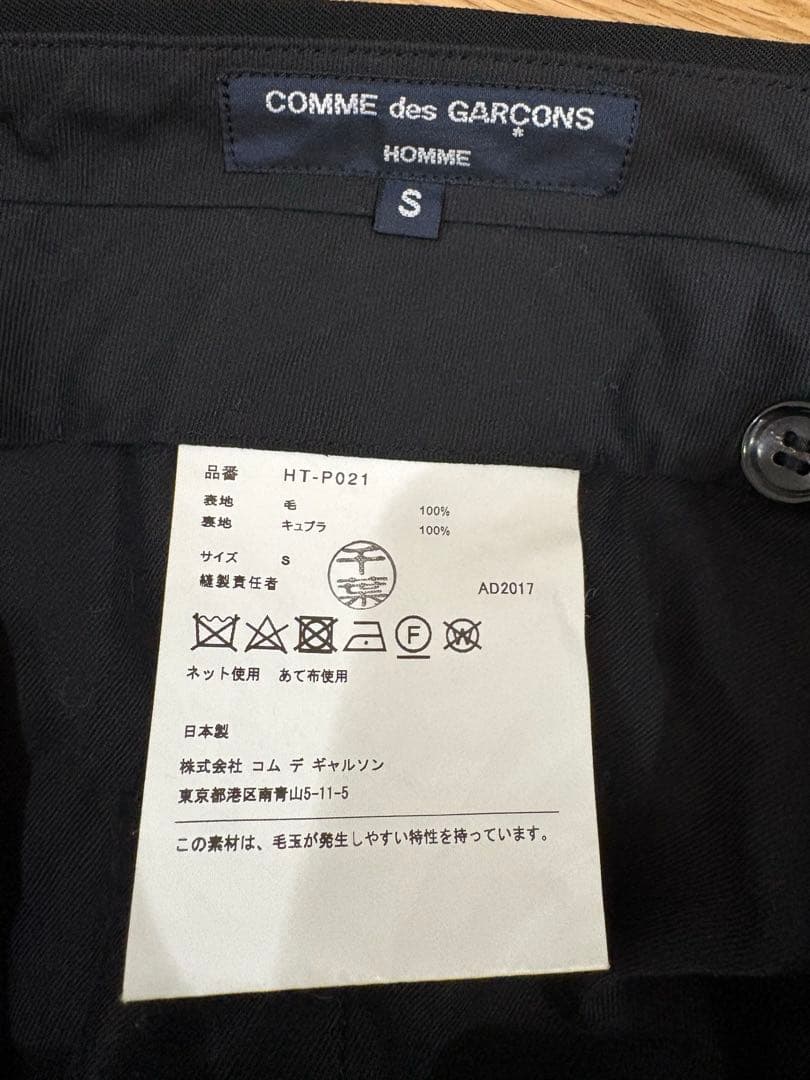 COMME des GARÇONS
*
HOMME
S
品番 HT-P021
表地 毛 100%
裏地 キュプラ 100%
サイズ S
縫製責任者 千葉 AD2017
F W
ネット使用 あて布使用
日本製
株式会社 コム デ ギャルソン
東京都港区南青山5-11-5
この素材は、毛玉が発生しやすい特性を持っています。